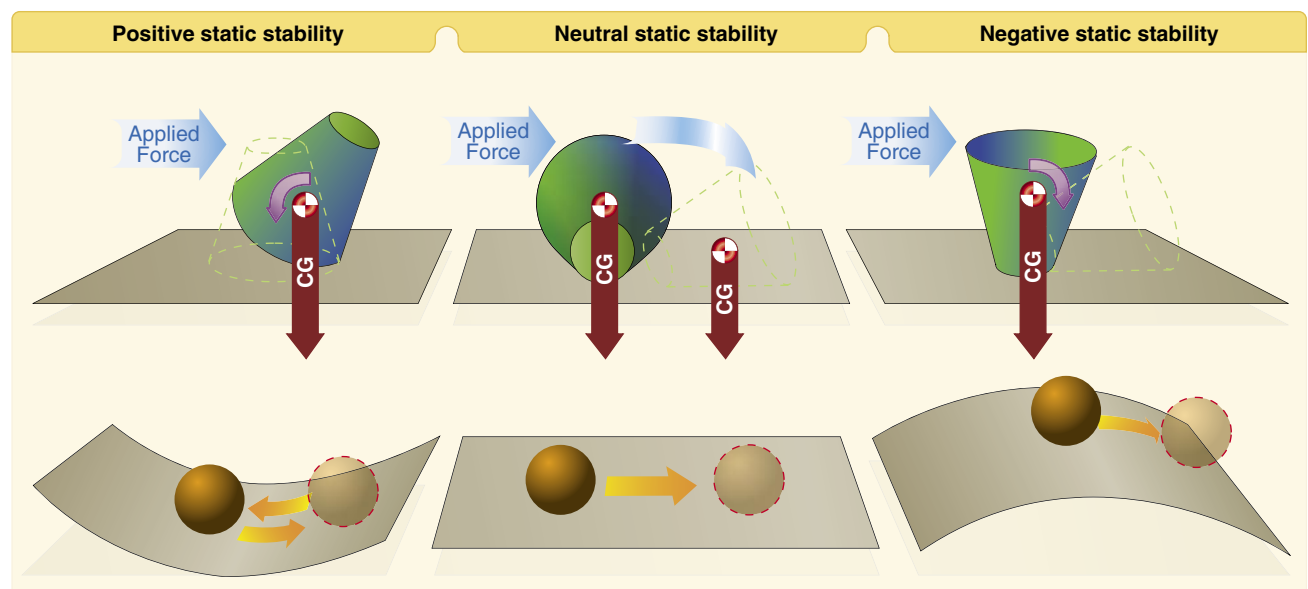 Positive static stability
Neutral static stability
Negative static stability
Applied
Force
Applied
Force
Applied
Force
CG
CG
CG
CG